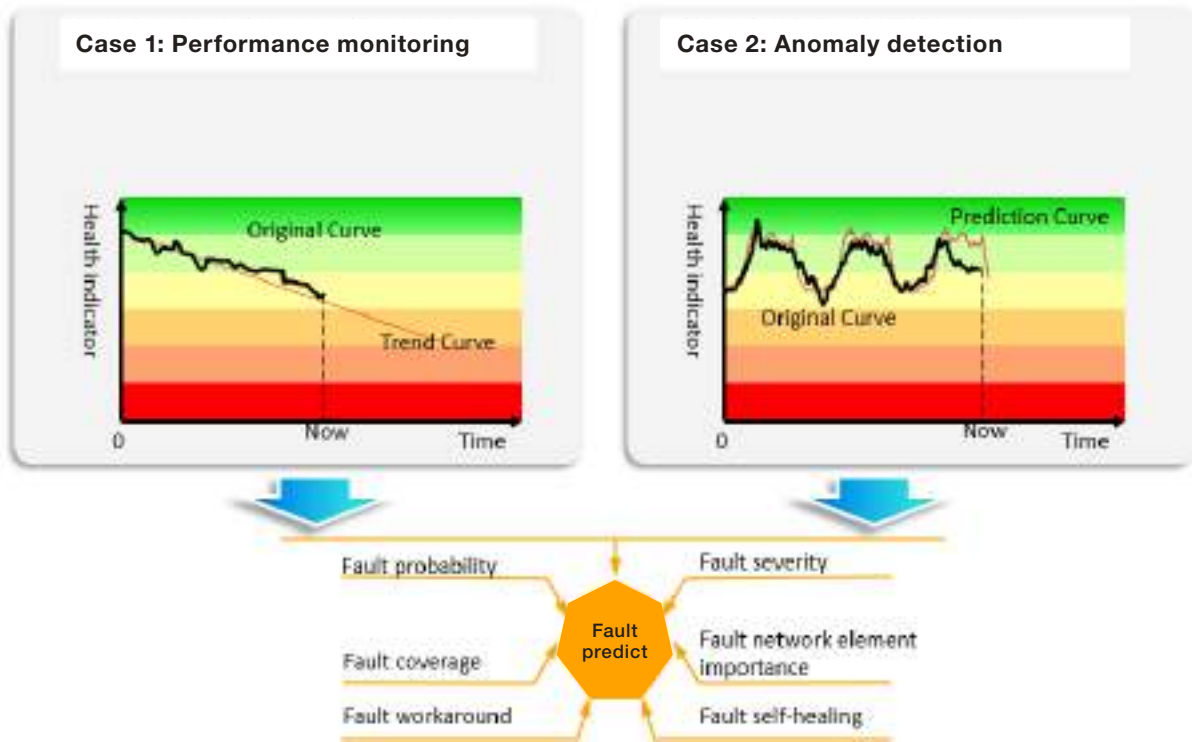 Case 1: Performance monitoring
Health indicator
Original Curve
Trend Curve
0
Now
Time
Case 2: Anomaly detection
Health indicator
Prediction Curve
Original Curve
0
Now
Time
Fault probability
Fault severity
Fault
predict
Fault coverage
Fault network element
importance
Fault workaround
Fault self-healing